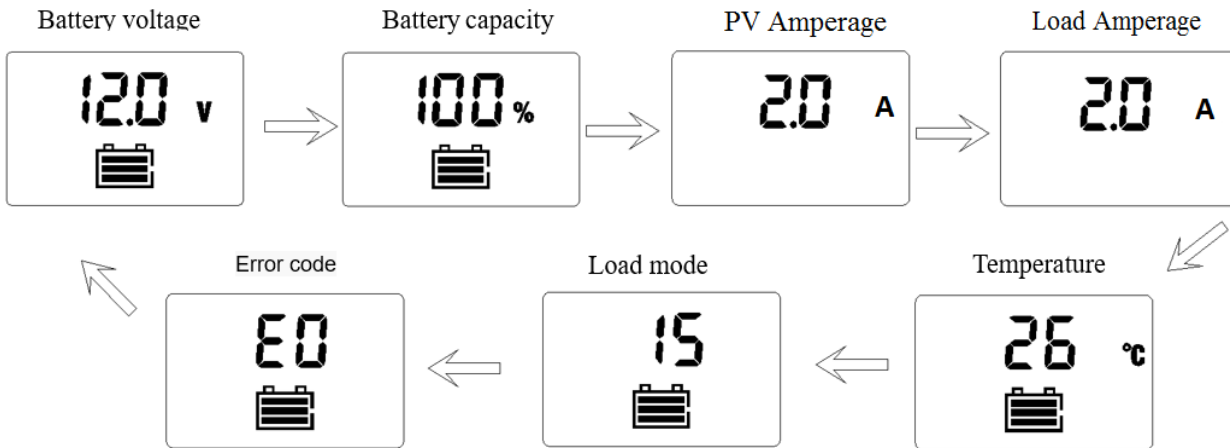 Battery voltage
Battery capacity
PV Amperage
Load Amperage
12.0 V
100%
2.0 A
2.0 A
Error code
Load mode
Temperature
E0
15
26 °C